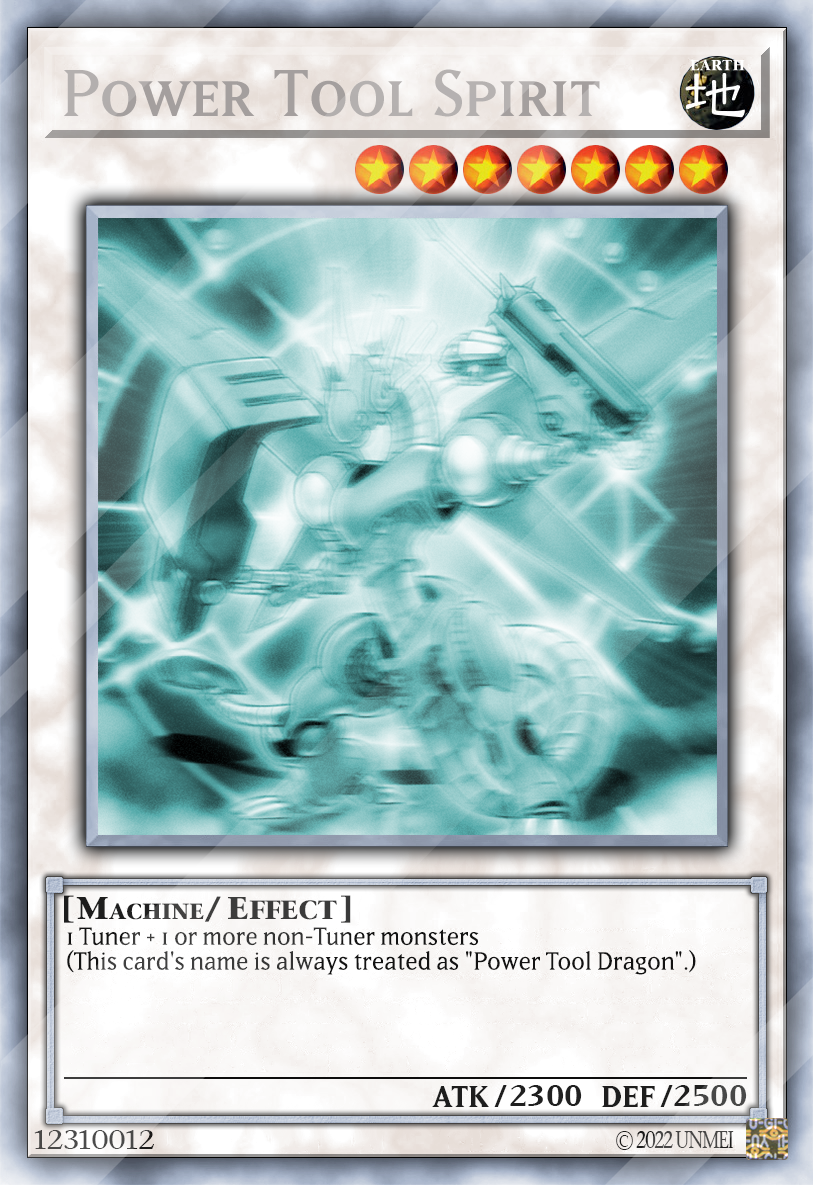 Power Tool Spirit
EARTH
地
[Machine/ Effect]
1 Tuner + 1 or more non-Tuner monsters
(This card's name is always treated as "Power Tool Dragon".)
ATK/2300 DEF/2500
12310012
©2022 UNMEI